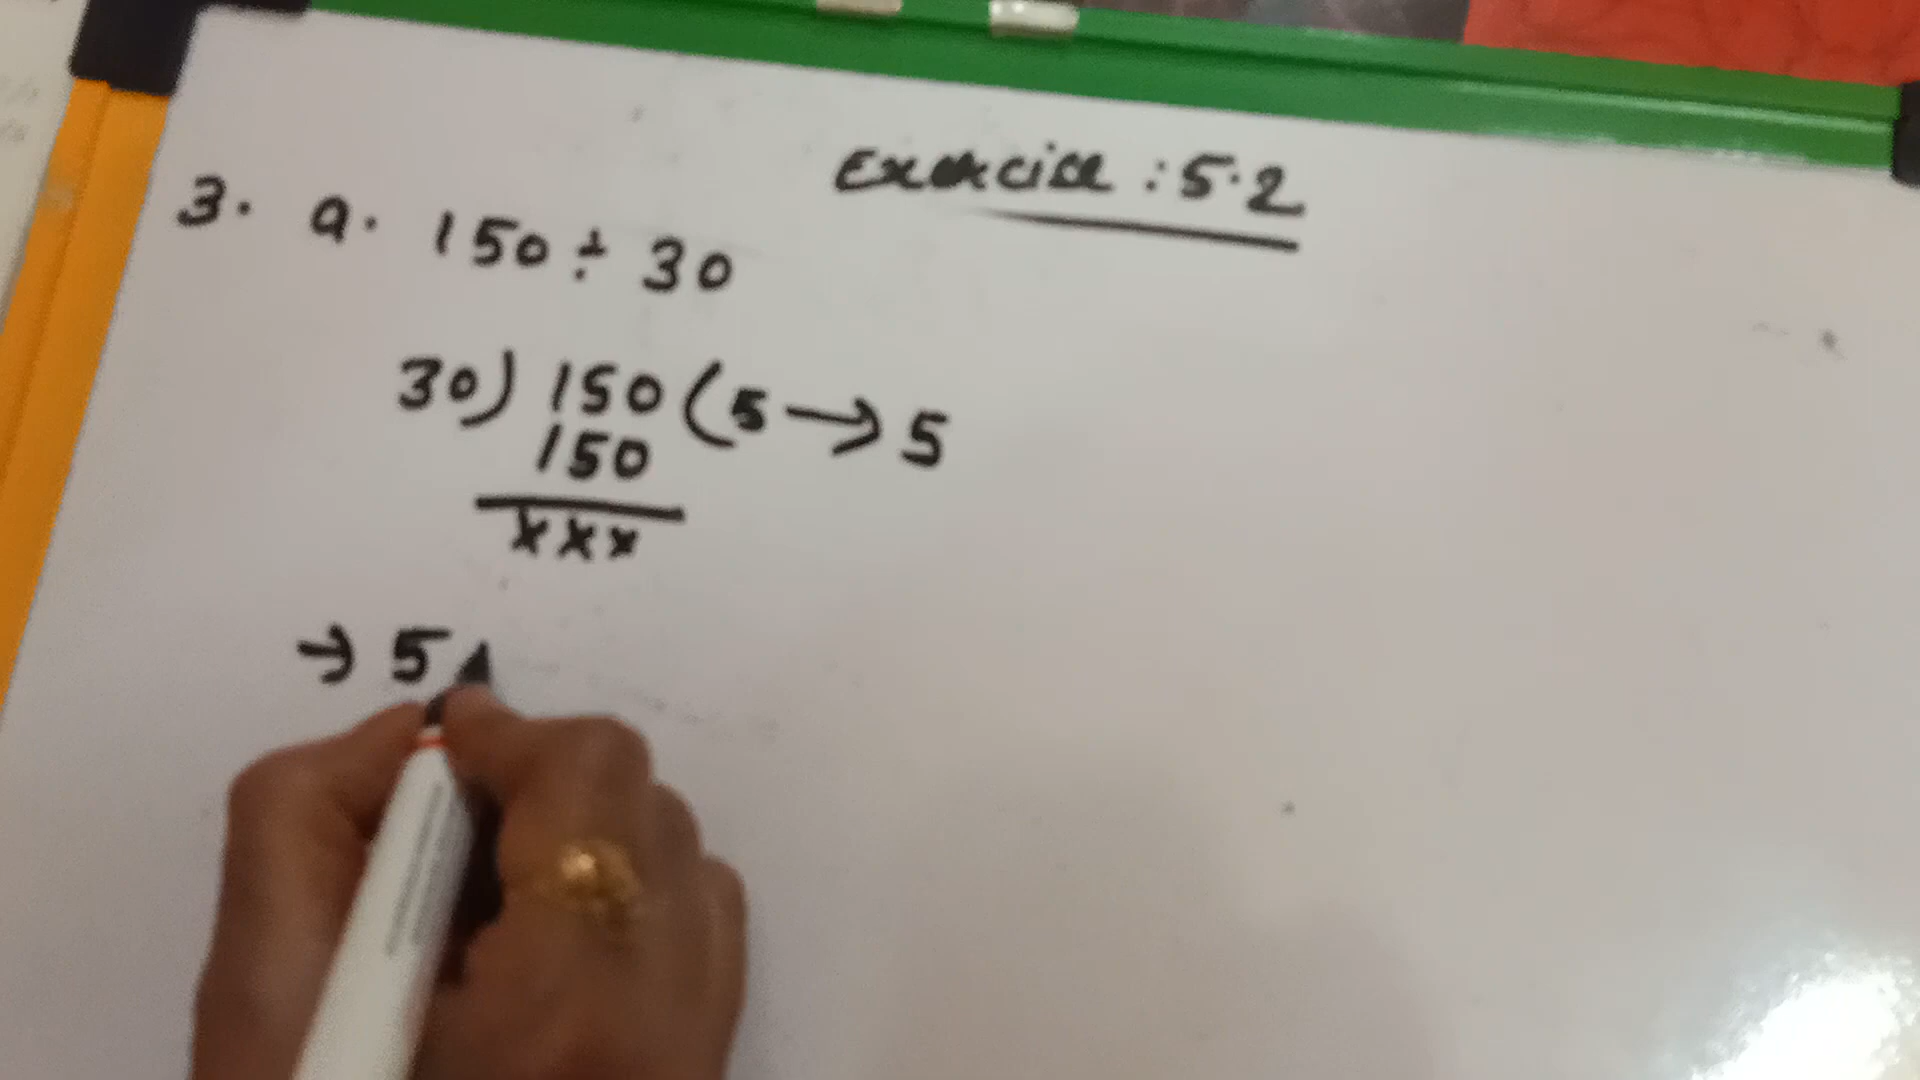 Exercise : 5.2
3. a. 150 ÷ 30
30) 150 (5 → 5
150
xxx
→ 5